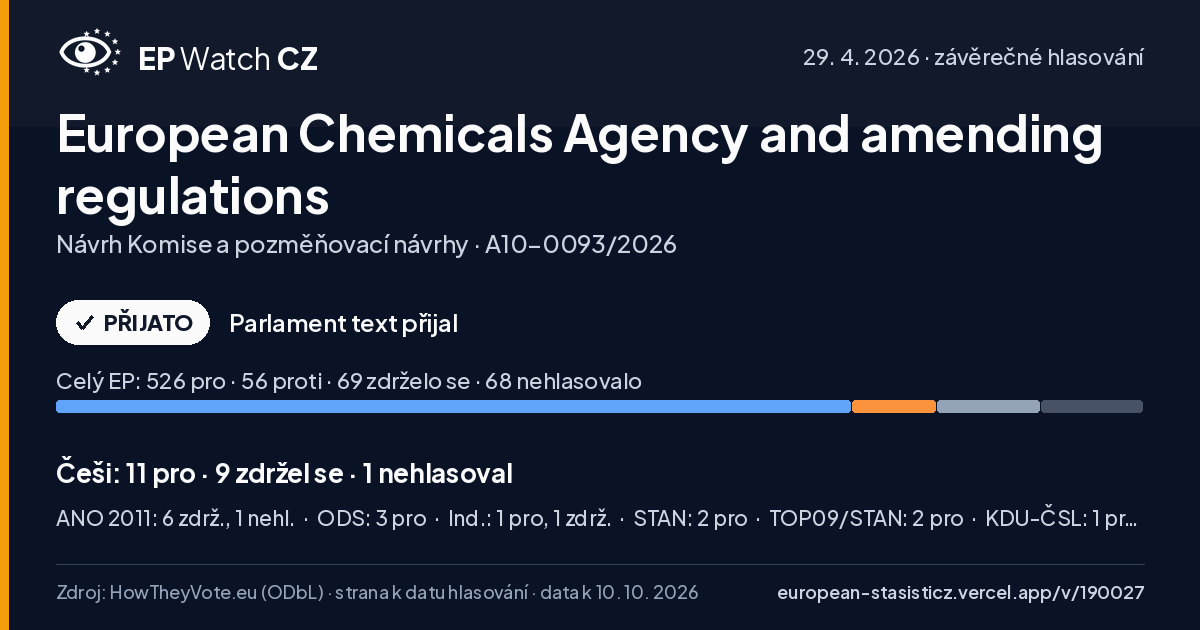 EP Watch CZ
29. 4. 2026 · závěrečné hlasování
European Chemicals Agency and amending
regulations
Návrh Komise a pozměňovací návrhy · A10–0093/2026
✓ PŘIJATO
Parlament text přijal
Celý EP: 526 pro · 56 proti · 69 zdrželo se · 68 nehlasovalo
Češi: 11 pro · 9 zdržel se · 1 nehlasoval
ANO 2011: 6 zdrž., 1 nehl. · ODS: 3 pro · Ind.: 1 pro, 1 zdrž. · STAN: 2 pro · TOP09/STAN: 2 pro · KDU-ČSL: 1 pr…
Zdroj: HowTheyVote.eu (ODbL) · strana k datu hlasování · data k 10. 10. 2026
european-stasisticz.vercel.app/v/190027